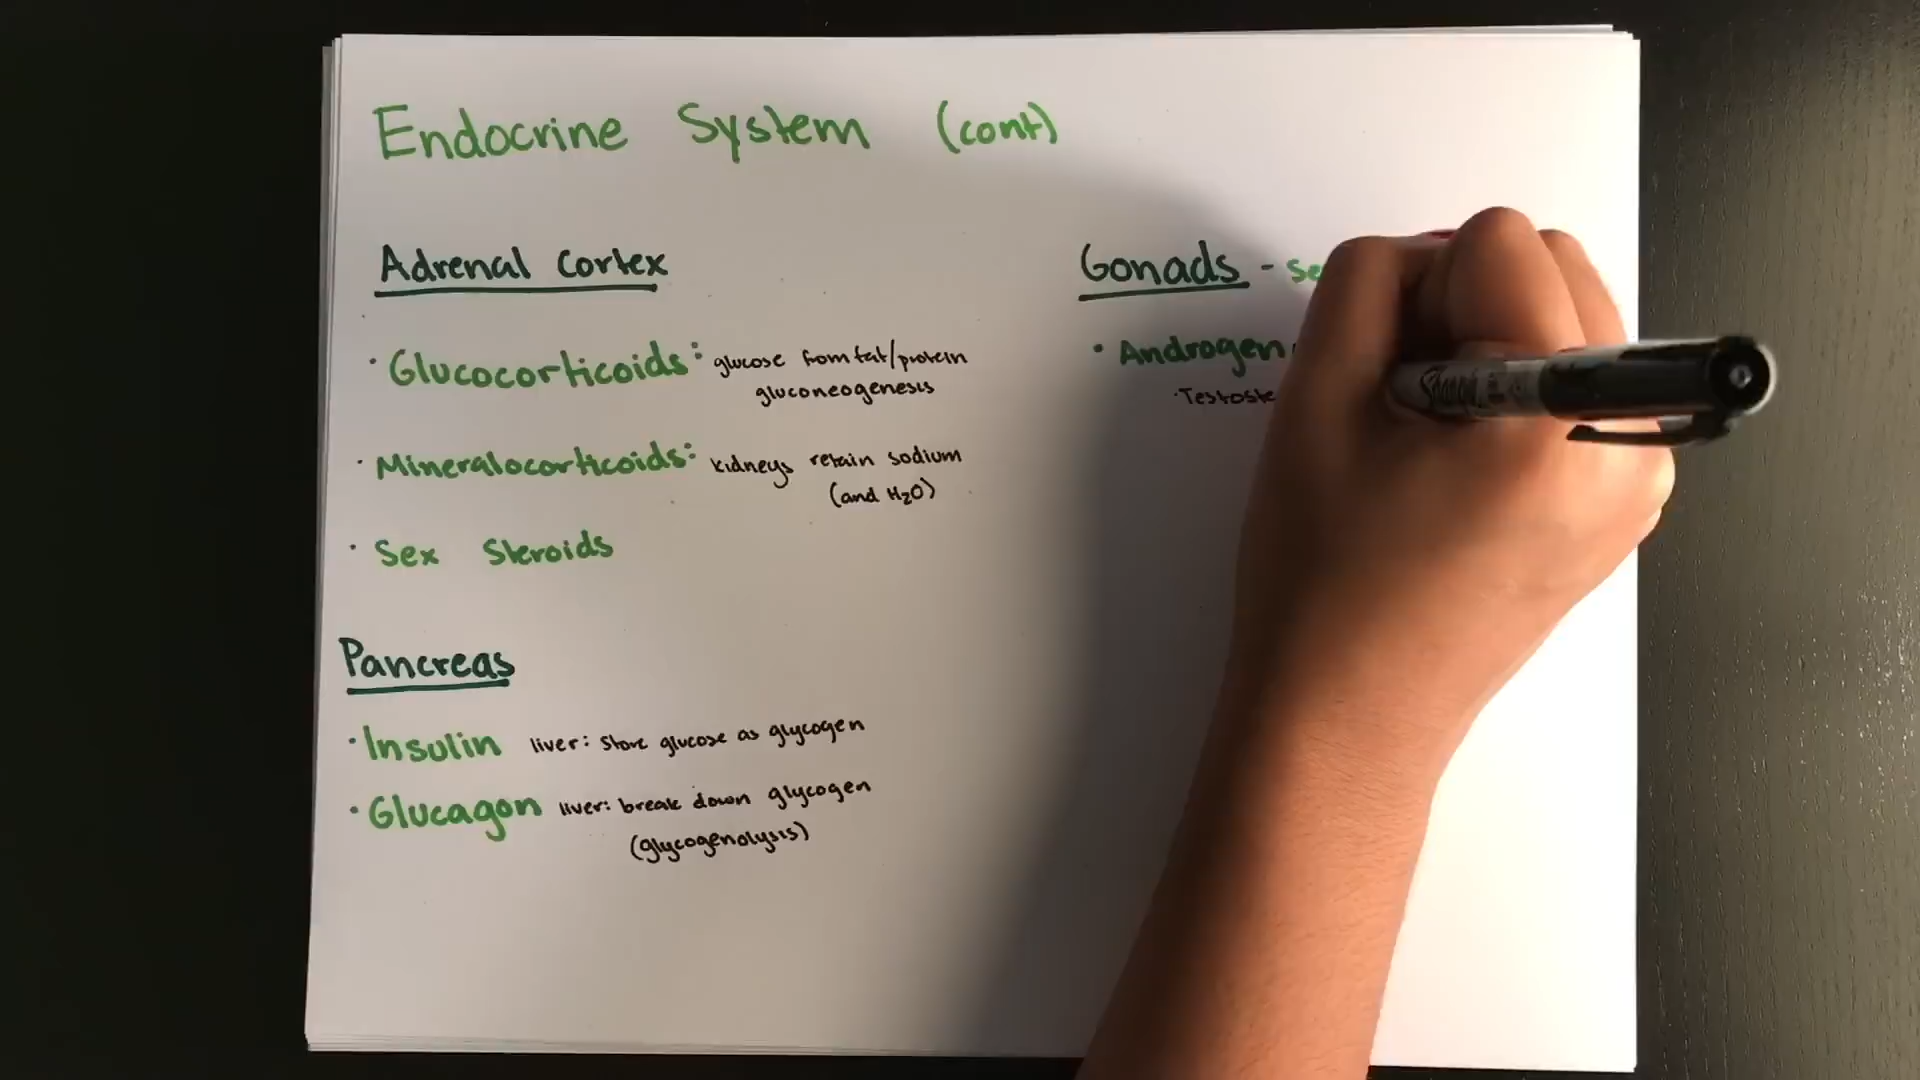 Endocrine System (cont)
Adrenal Cortex
· Glucocorticoids: glucose from fat/protein
gluconeogenesis
· Mineralocorticoids: kidneys retain sodium
(and H₂O)
· Sex Steroids
Pancreas
· Insulin liver: store glucose as glycogen
· Glucagon liver: break down glycogen
(glycogenolysis)
Gonads - se
· Androgen
· Testoste
Sharpie